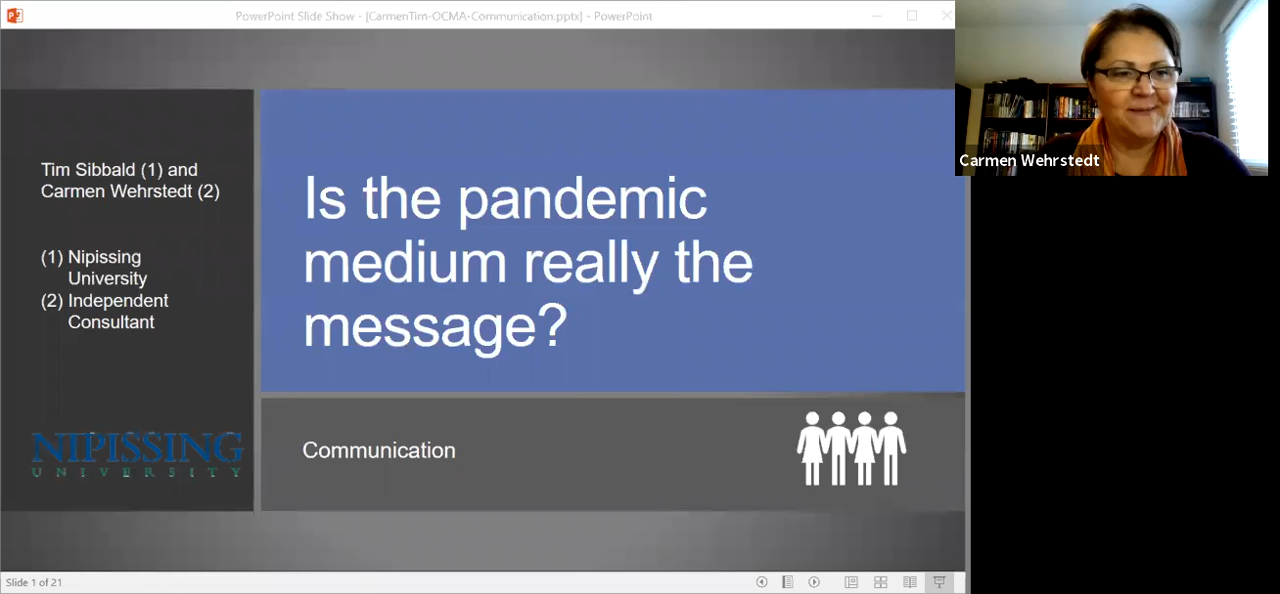 PowerPoint Slide Show - [CarmenTim-OCMA-Communication.pptx] - PowerPoint
Carmen Wehrstedt
Tim Sibbald (1) and
Carmen Wehrstedt (2)
(1) Nipissing
University
(2) Independent
Consultant
NIPISSING
UNIVERSITY
Is the pandemic
medium really the
message?
Communication
Slide 1 of 21